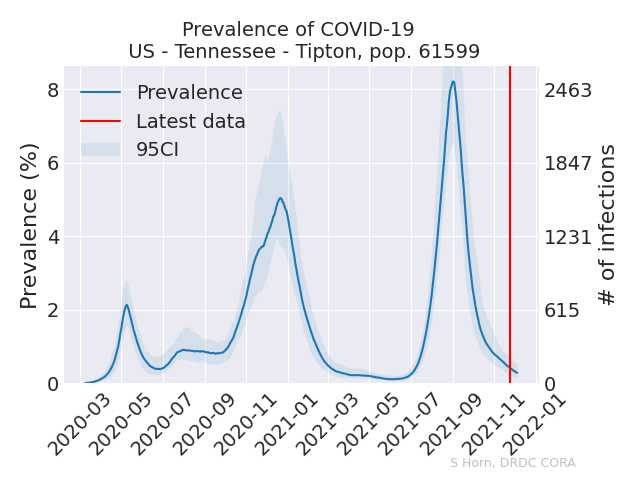 Prevalence of COVID-19
US - Tennessee - Tipton, pop. 61599
Prevalence (%)
8
6
4
2
0
Prevalence
Latest data
95CI
2463
1847
1231
615
0
# of infections
2020-03
2020-05
2020-07
2020-09
2020-11
2021-01
2021-03
2021-05
2021-07
2021-09
2021-11
2022-01
S Horn, DRDC CORA